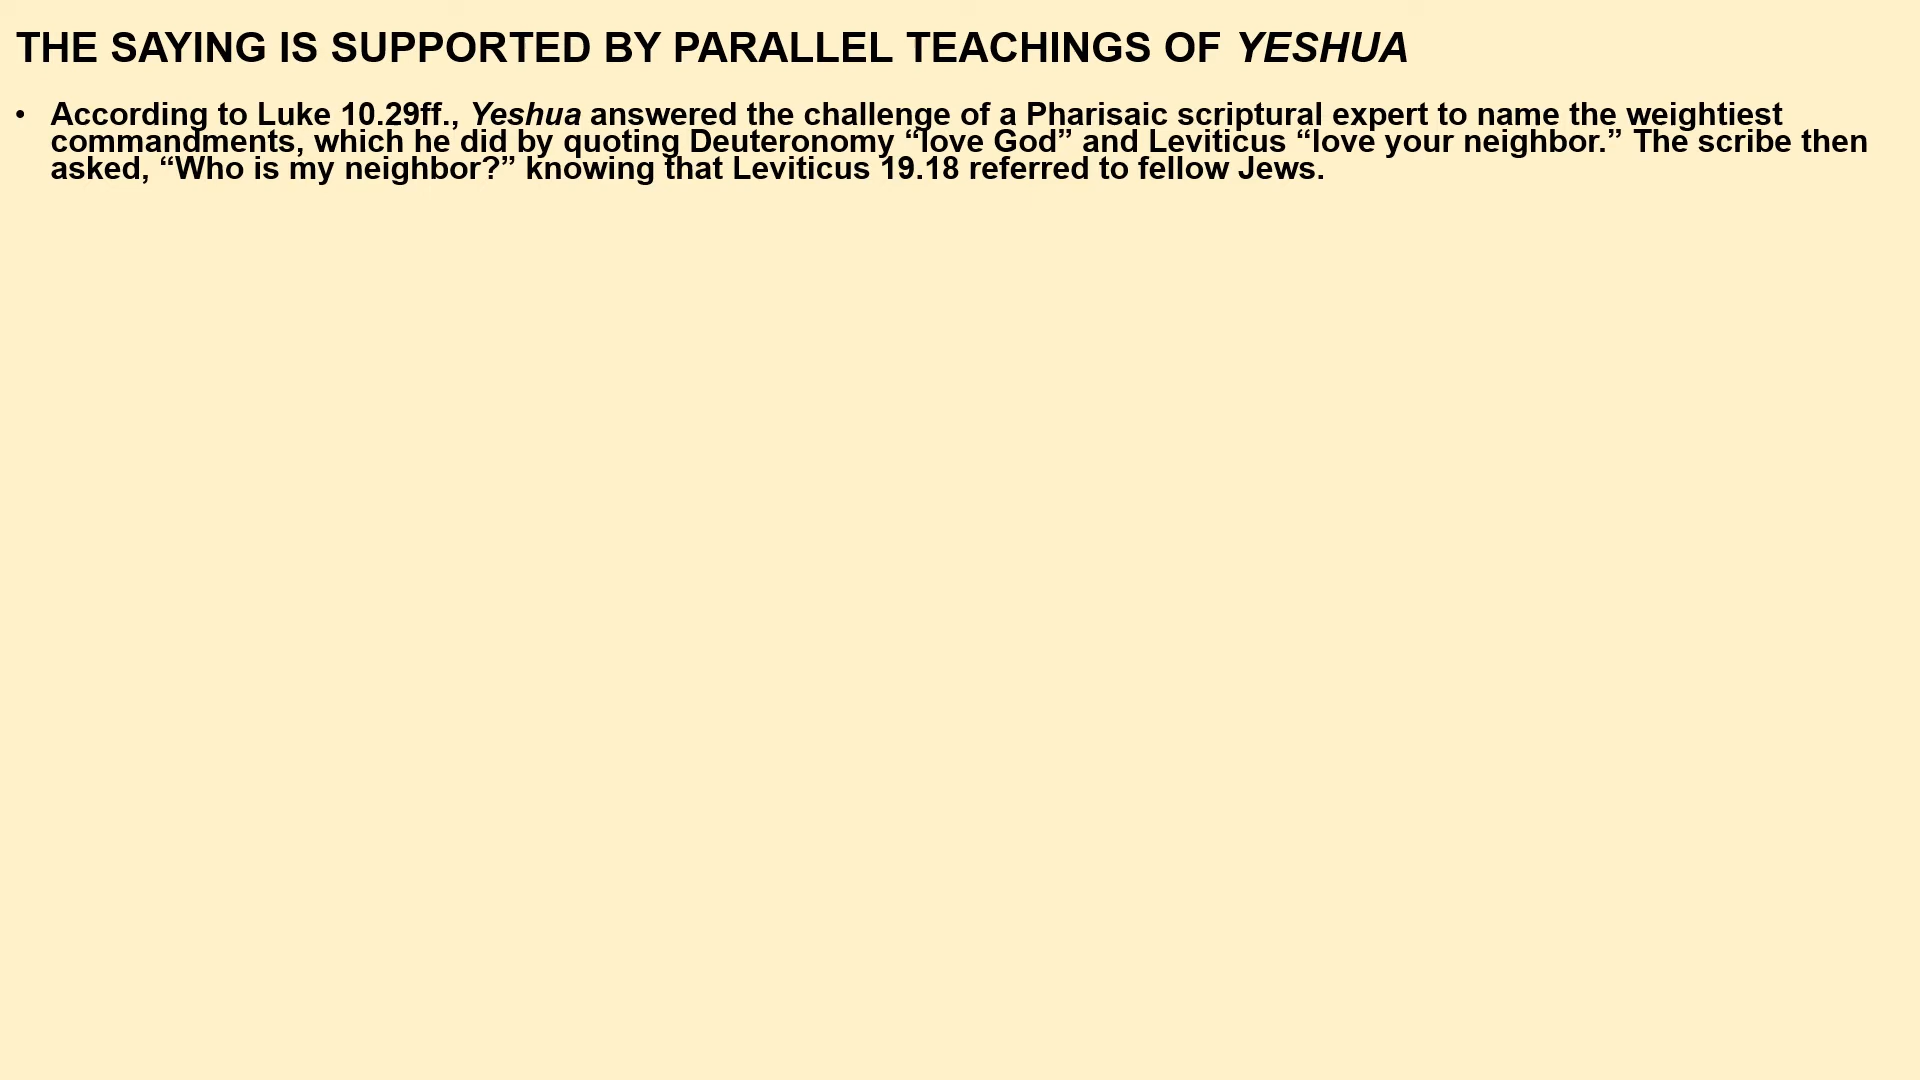 THE SAYING IS SUPPORTED BY PARALLEL TEACHINGS OF YESHUA
• According to Luke 10.29ff., Yeshua answered the challenge of a Pharisaic scriptural expert to name the weightiest
commandments, which he did by quoting Deuteronomy “love God” and Leviticus “love your neighbor.” The scribe then
asked, “Who is my neighbor?” knowing that Leviticus 19.18 referred to fellow Jews.